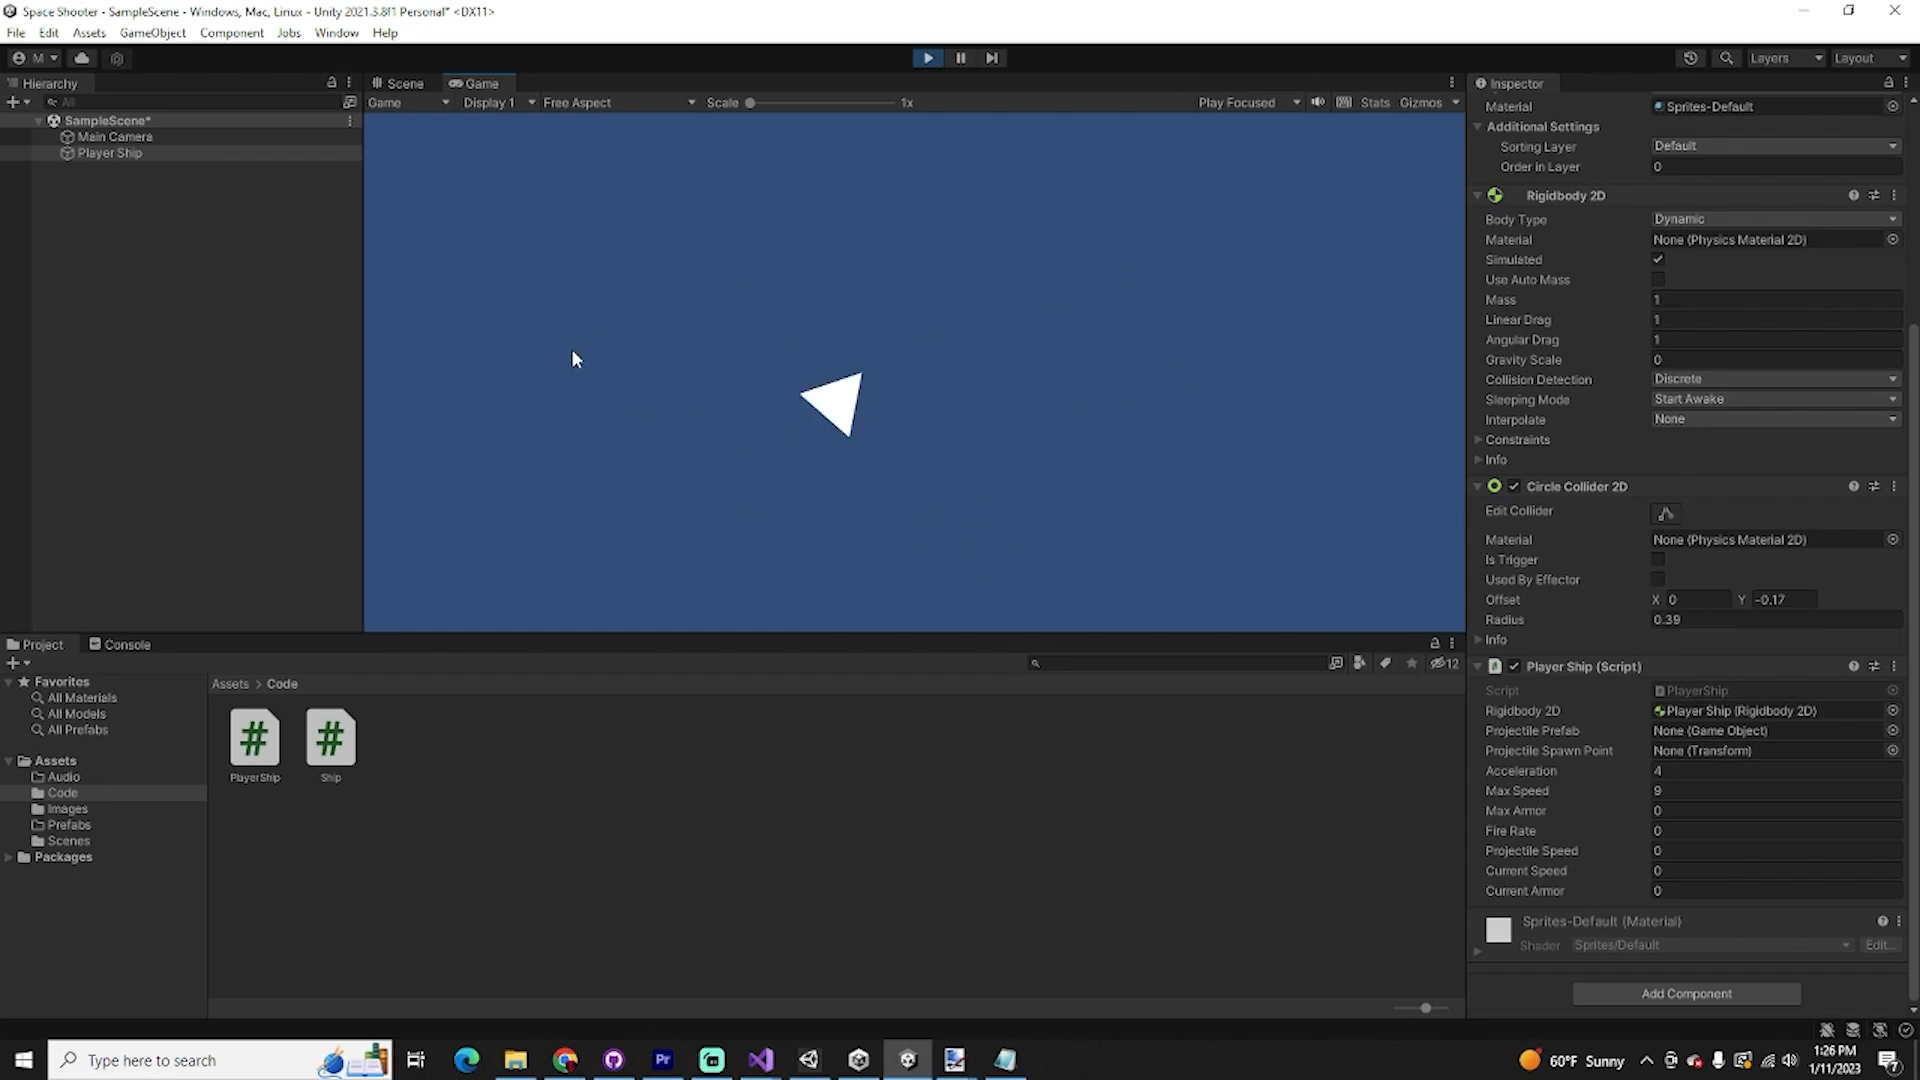 Space Shooter - SampleScene - Windows, Mac, Linux - Unity 2021.3.8f1 Personal* <DX11>
File Edit Assets GameObject Component Jobs Window Help
M Layers Layout
Hierarchy
All
SampleScene*
Main Camera
Player Ship
Scene Game
Game Display 1 Free Aspect Scale 1x Play Focused Stats Gizmos
Inspector
Material Sprites-Default
Additional Settings
Sorting Layer Default
Order in Layer 0
Rigidbody 2D
Body Type Dynamic
Material None (Physics Material 2D)
Simulated
Use Auto Mass
Mass 1
Linear Drag 1
Angular Drag 1
Gravity Scale 0
Collision Detection Discrete
Sleeping Mode Start Awake
Interpolate None
Constraints
Info
Circle Collider 2D
Edit Collider
Material None (Physics Material 2D)
Is Trigger
Used By Effector
Offset X 0 Y -0.17
Radius 0.39
Info
Player Ship (Script)
Script PlayerShip
Rigidbody 2D Player Ship (Rigidbody 2D)
Projectile Prefab None (Game Object)
Projectile Spawn Point None (Transform)
Acceleration 4
Max Speed 9
Max Armor 0
Fire Rate 0
Projectile Speed 0
Current Speed 0
Current Armor 0
Sprites-Default (Material)
Shader Sprites/Default Edit...
Add Component
Project Console
12
Favorites
All Materials
All Models
All Prefabs
Assets
Audio
Code
Images
Prefabs
Scenes
Packages
Assets > Code
# #
PlayerShip Ship
Type here to search
Pr
60°F Sunny
1:26 PM
1/11/2023
7